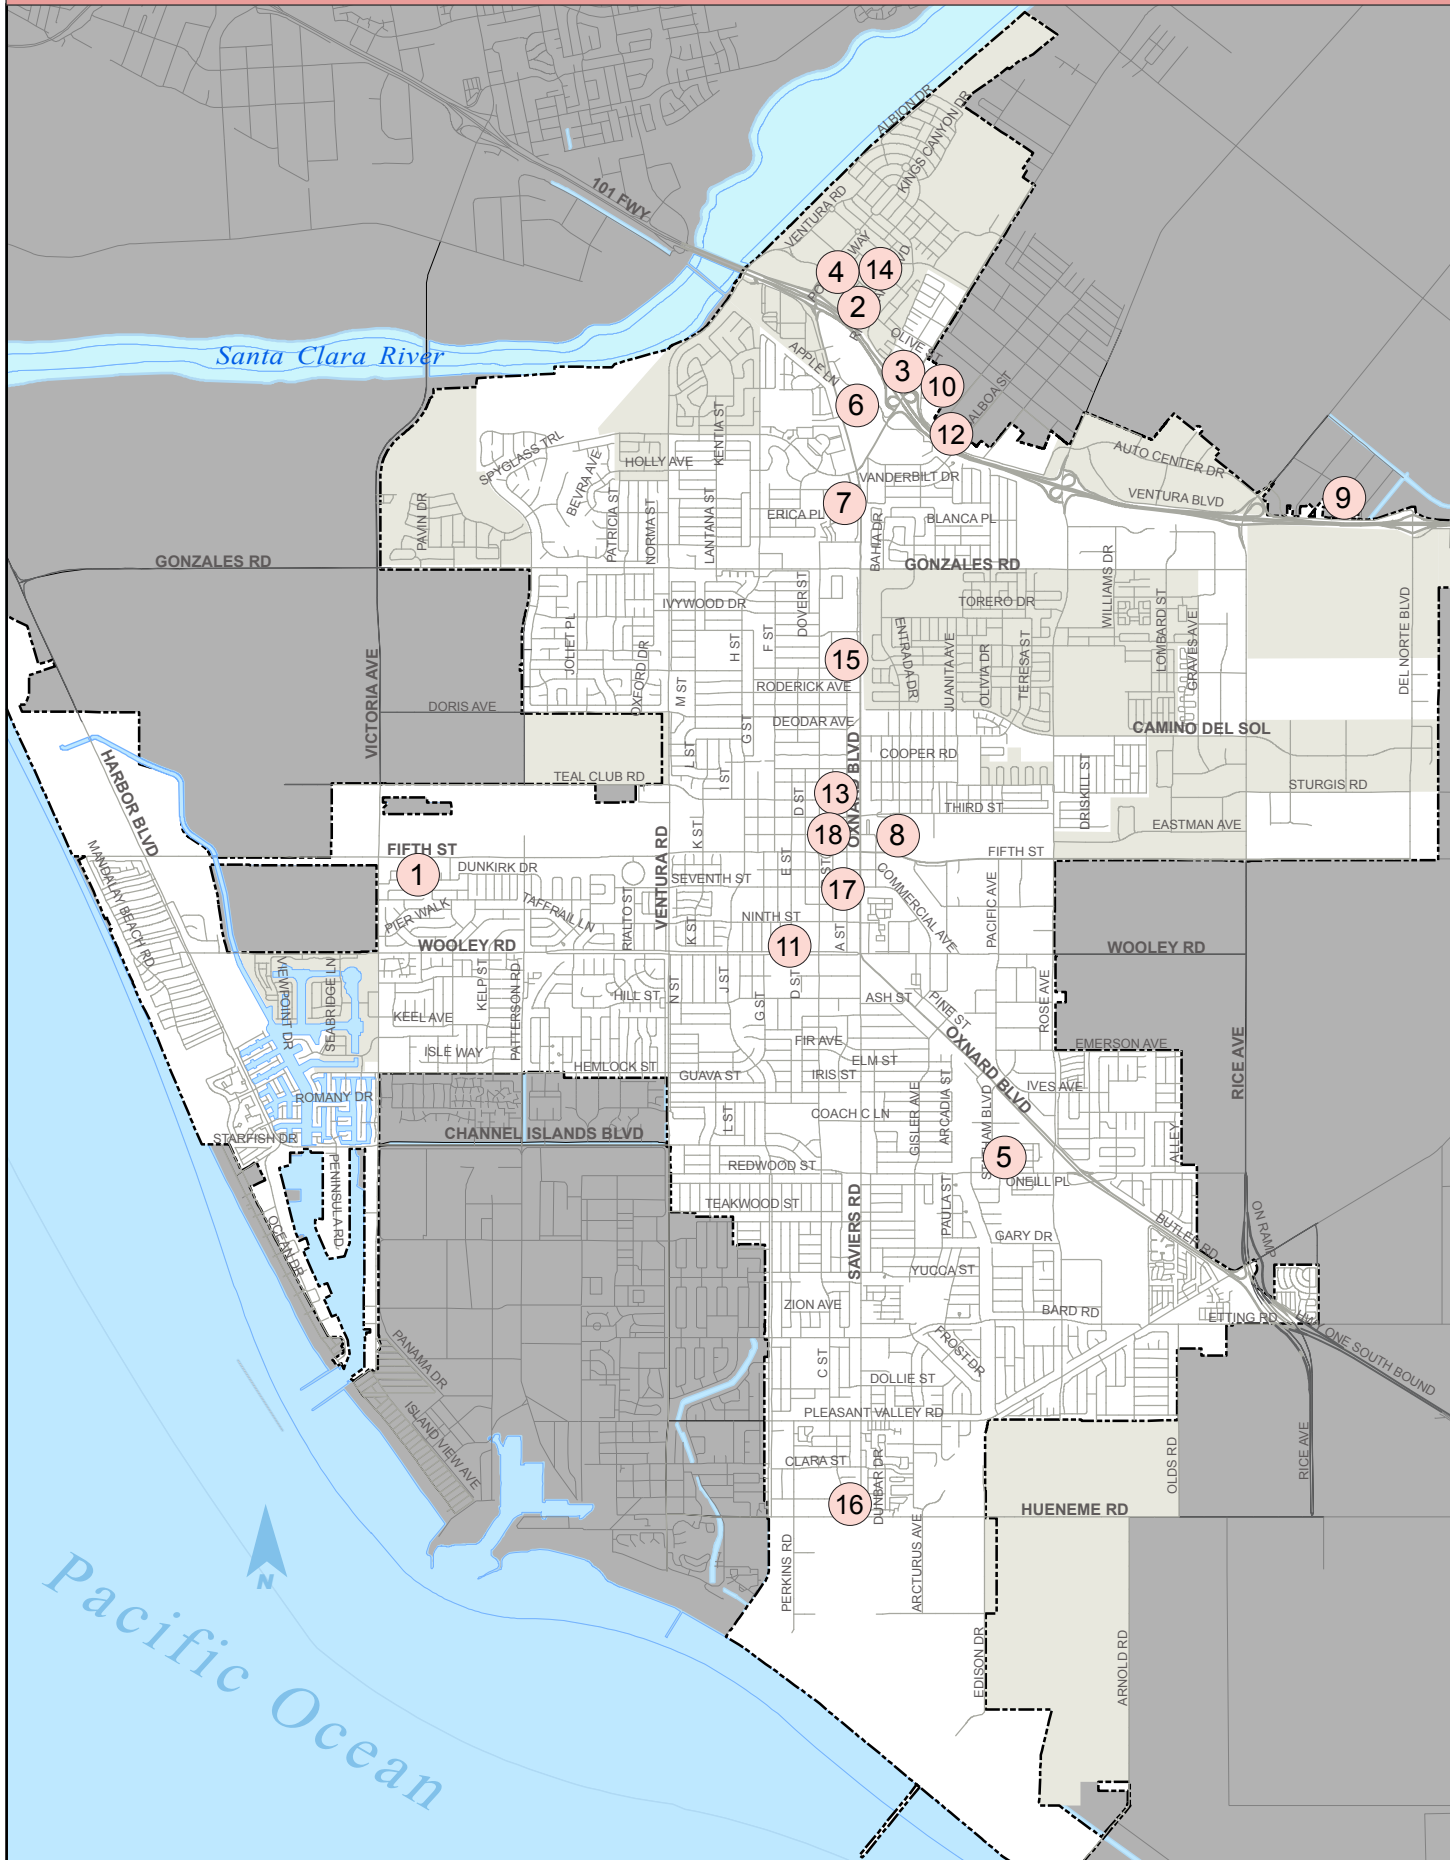 ALBION DR
KINGS CANYON DR
101 FWY
VENTURA RD
4
14
2
OLIVE ST
Santa Clara River
APPLE LN
3
10
6
12
SPYGLASS TRL
KENTIA ST
HOLLY AVE
BEVRA AVE
AUTO CENTER DR
VANDERBILT DR
VENTURA BLVD
9
7
PATRICIA ST
NORMA ST
LANTANA ST
ERICA PL
BLANCA PL
PAVIN DR
BAHIA DR
GONZALES RD
GONZALES RD
WILLIAMS DR
DOVER ST
IVYWOOD DR
TORERO DR
LOMBARD ST
GRAVES AVE
DEL NORTE BLVD
JOLIET PL
OXFORD DR
H ST
F ST
ENTRADA DR
JUANITA AVE
OLIVIA DR
TERESA ST
15
VICTORIA AVE
M ST
RODERICK AVE
DORIS AVE
G ST
DEODAR AVE
CAMINO DEL SOL
HARBOR BLVD
L ST
COOPER RD
OXNARD BLVD
TEAL CLUB RD
I ST
D ST
13
THIRD ST
DRISKILL ST
STURGIS RD
K ST
18
8
EASTMAN AVE
MANDALAY BEACH RD
FIFTH ST
VENTURA RD
E ST
FIFTH ST
1
DUNKIRK DR
SEVENTH ST
17
COMMERCIAL AVE
PACIFIC AVE
PIER WALK
TAFFRAIL LN
RIALTO ST
K ST
NINTH ST
A ST
WOOLEY RD
11
WOOLEY RD
VIEWPOINT DR
SEABRIDGE LN
KELP ST
PATTERSON RD
HILL ST
N ST
J ST
G ST
D ST
ASH ST
PINE ST
ROSE AVE
KEEL AVE
ISLE WAY
FIR AVE
OXNARD BLVD
EMERSON AVE
RICE AVE
HEMLOCK ST
GUAVA ST
ELM ST
IRIS ST
IVES AVE
ROMANY DR
L ST
COACH C LN
GISLER AVE
ARCADIA ST
STARFISH DR
CHANNEL ISLANDS BLVD
ALLEY
5
PENINSULA RD
REDWOOD ST
ONEILL PL
TEAKWOOD ST
SAVIERS RD
PAULA ST
OCEAN DR
GARY DR
BUTLER RD
ON RAMP
YUCCA ST
ZION AVE
BARD RD
ETTING RD
HWY ONE SOUTH BOUND
PANAMA DR
FROST DR
C ST
DOLLIE ST
ISLAND VIEW AVE
PLEASANT VALLEY RD
CLARA ST
DUNBAR DR
OLDS RD
RICE AVE
16
HUENEME RD
N
PERKINS RD
ARCTURUS AVE
EDISON DR
ARNOLD RD
Pacific Ocean